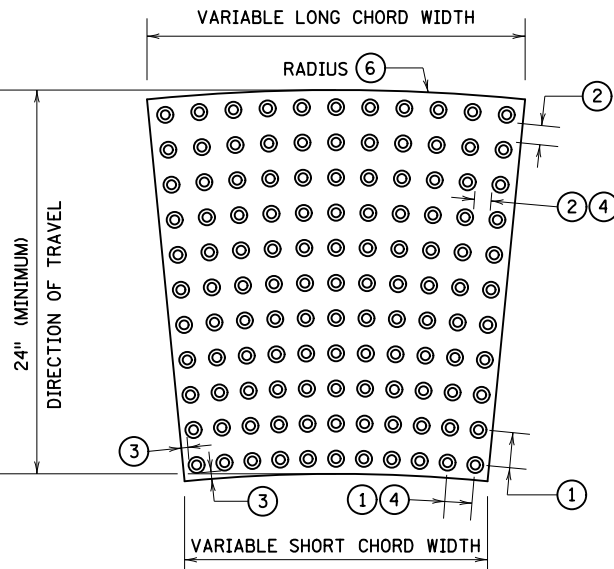 VARIABLE LONG CHORD WIDTH
RADIUS 6
2
2 4
24" (MINIMUM)
DIRECTION OF TRAVEL
3
3
1 4
1
VARIABLE SHORT CHORD WIDTH